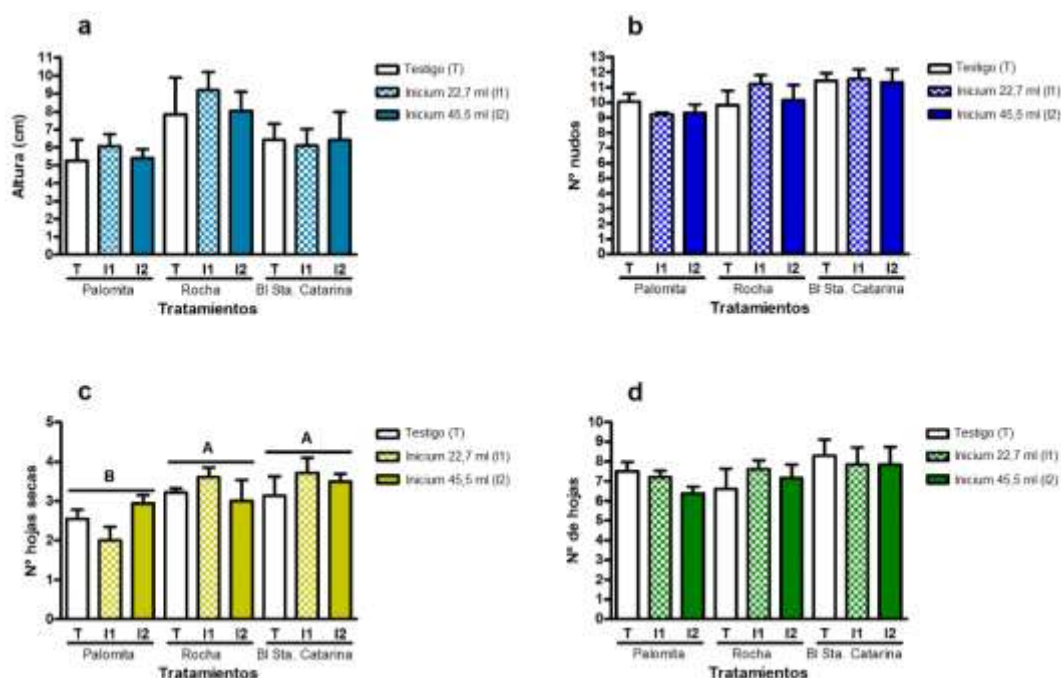 a
Altura (cm)
11
10
9
8
7
6
5
4
3
2
1
0
T I1 I2 T I1 I2 T I1 I2
Palomita Rocha Bl Sta. Catarina
Tratamientos
Testigo (T)
Inicium 22,7 ml (I1)
Inicium 45,5 ml (I2)
b
Nº nudos
13
12
11
10
9
8
7
6
5
4
3
2
1
0
T I1 I2 T I1 I2 T I1 I2
Palomita Rocha Bl Sta. Catarina
Tratamientos
Testigo (T)
Inicium 22,7 ml (I1)
Inicium 45,5 ml (I2)
c
Nº hojas secas
5
4
3
2
1
0
B A A
T I1 I2 T I1 I2 T I1 I2
Palomita Rocha Bl Sta. Catarina
Tratamientos
Testigo (T)
Inicium 22,7 ml (I1)
Inicium 45,5 ml (I2)
d
Nº de hojas
10
9
8
7
6
5
4
3
2
1
0
T I1 I2 T I1 I2 T I1 I2
Palomita Rocha Bl Sta. Catarina
Tratamientos
Testigo (T)
Inicium 22,7 ml (I1)
Inicium 45,5 ml (I2)